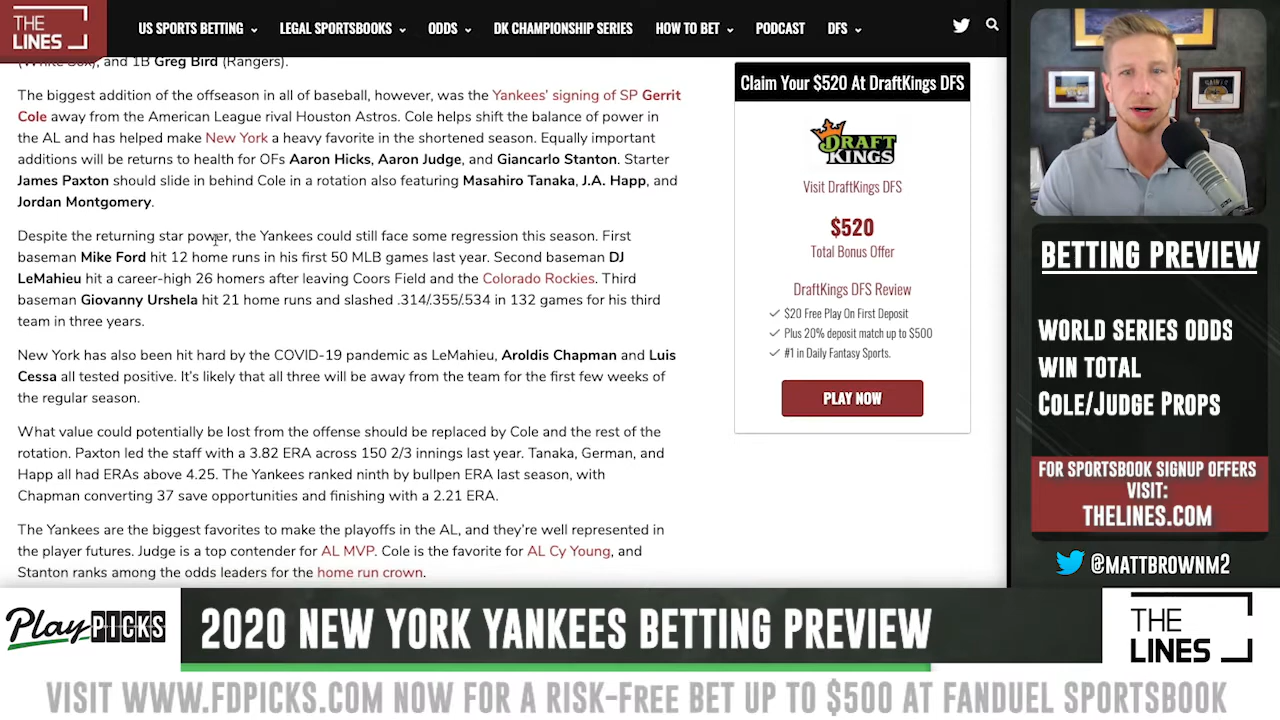 THE
LINES
US SPORTS BETTING
LEGAL SPORTSBOOKS
ODDS
DK CHAMPIONSHIP SERIES
HOW TO BET
PODCAST
DFS
(White Sox), and 1B Greg Bird (Rangers).
The biggest addition of the offseason in all of baseball, however, was the Yankees' signing of SP Gerrit
Cole away from the American League rival Houston Astros. Cole helps shift the balance of power in
the AL and has helped make New York a heavy favorite in the shortened season. Equally important
additions will be returns to health for OFs Aaron Hicks, Aaron Judge, and Giancarlo Stanton. Starter
James Paxton should slide in behind Cole in a rotation also featuring Masahiro Tanaka, J.A. Happ, and
Jordan Montgomery.
Despite the returning star power, the Yankees could still face some regression this season. First
baseman Mike Ford hit 12 home runs in his first 50 MLB games last year. Second baseman DJ
LeMahieu hit a career-high 26 homers after leaving Coors Field and the Colorado Rockies. Third
baseman Giovanny Urshela hit 21 home runs and slashed .314/.355/.534 in 132 games for his third
team in three years.
New York has also been hit hard by the COVID-19 pandemic as LeMahieu, Aroldis Chapman and Luis
Cessa all tested positive. It's likely that all three will be away from the team for the first few weeks of
the regular season.
What value could potentially be lost from the offense should be replaced by Cole and the rest of the
rotation. Paxton led the staff with a 3.82 ERA across 150 2/3 innings last year. Tanaka, German, and
Happ all had ERAs above 4.25. The Yankees ranked ninth by bullpen ERA last season, with
Chapman converting 37 save opportunities and finishing with a 2.21 ERA.
The Yankees are the biggest favorites to make the playoffs in the AL, and they're well represented in
the player futures. Judge is a top contender for AL MVP. Cole is the favorite for AL Cy Young, and
Stanton ranks among the odds leaders for the home run crown.
Claim Your $520 At DraftKings DFS
DRAFT
KINGS
Visit DraftKings DFS
$520
Total Bonus Offer
DraftKings DFS Review
$20 Free Play On First Deposit
Plus 20% deposit match up to $500
#1 in Daily Fantasy Sports.
PLAY NOW
BETTING PREVIEW
WORLD SERIES ODDS
WIN TOTAL
COLE/JUDGE PROPS
FOR SPORTSBOOK SIGNUP OFFERS
VISIT:
THELINES.COM
@MATTBROWNM2
Play PICKS
2020 NEW YORK YANKEES BETTING PREVIEW
THE
LINES
VISIT WWW.FDPICKS.COM NOW FOR A RISK-FREE BET UP TO $500 AT FANDUEL SPORTSBOOK